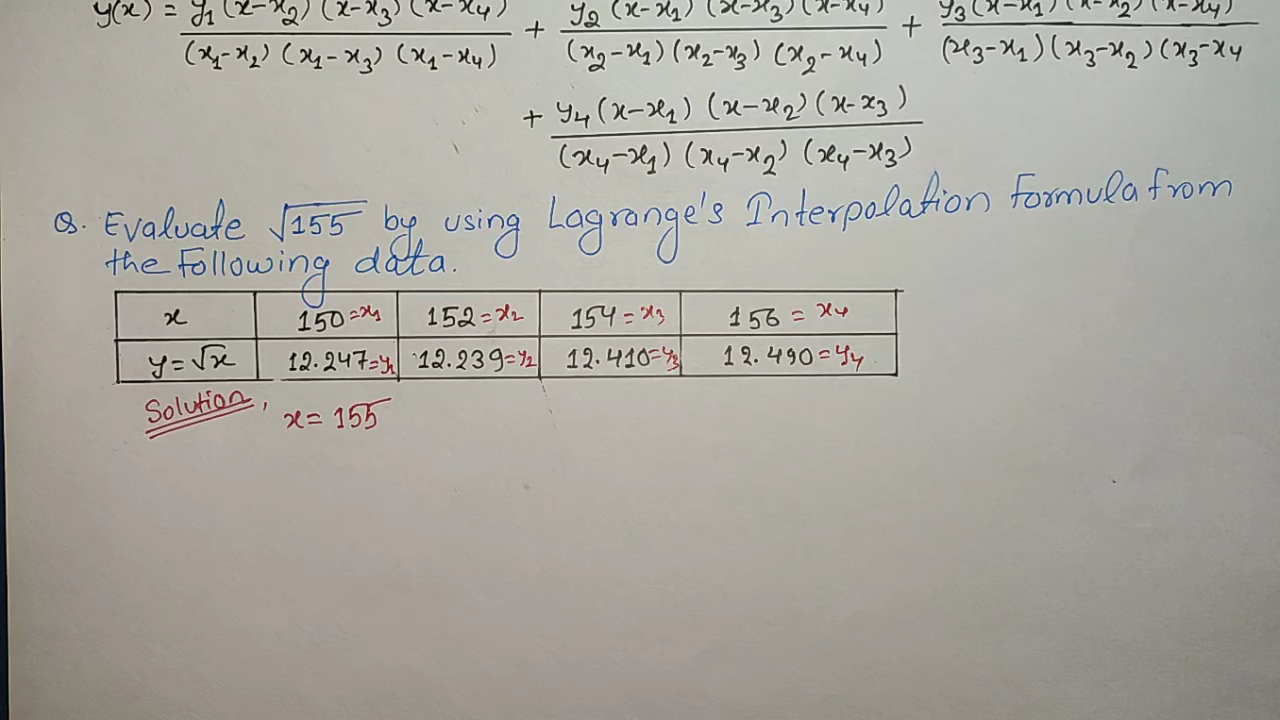 y(x) = y₁(x-x₂)(x-x₃)(x-x₄) / (x₁-x₂)(x₁-x₃)(x₁-x₄) + y₂(x-x₁)(x-x₃)(x-x₄) / (x₂-x₁)(x₂-x₃)(x₂-x₄) + y₃(x-x₁)(x-x₂)(x-x₄) / (x₃-x₁)(x₃-x₂)(x₃-x₄
+ y₄(x-x₁)(x-x₂)(x-x₃) / (x₄-x₁)(x₄-x₂)(x₄-x₃)
Q. Evaluate √155 by using Lagrange's Interpolation Formula from
the Following data.
x 150=x₁ 152=x₂ 154=x₃ 156=x₄
y=√x 12.247=y₁ 12.239=y₂ 12.410=y₃ 12.490=y₄
Solution, x=155